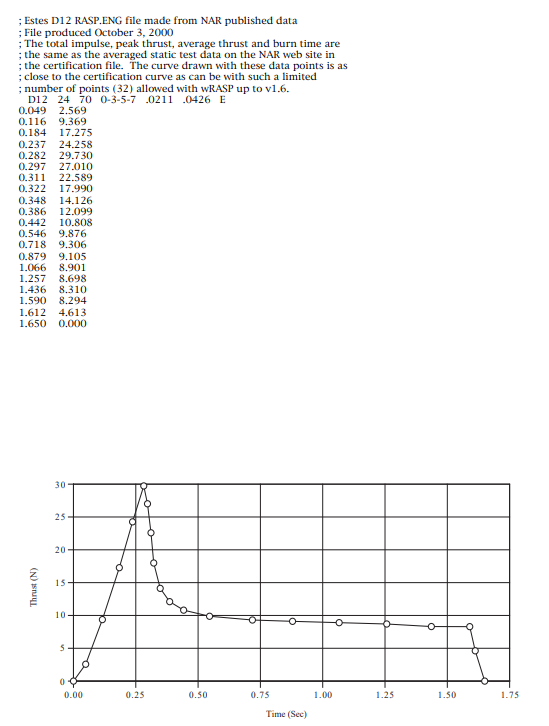 ; Estes D12 RASP.ENG file made from NAR published data
; File produced October 3, 2000
; The total impulse, peak thrust, average thrust and burn time are
; the same as the averaged static test data on the NAR web site in
; the certification file.  The curve drawn with these data points is as
; close to the certification curve as can be with such a limited
; number of points (32) allowed with wRASP up to v1.6.
D12 24 70 0-3-5-7 .0211 .0426 E
0.049 2.569
0.116 9.369
0.184 17.275
0.237 24.258
0.282 29.730
0.297 27.010
0.311 22.589
0.322 17.990
0.348 14.126
0.386 12.099
0.442 10.808
0.546 9.876
0.718 9.306
0.879 9.105
1.066 8.901
1.257 8.698
1.436 8.310
1.590 8.294
1.612 4.613
1.650 0.000
30
25
20
15
10
5
0
Thrust (N)
0.00 0.25 0.50 0.75 1.00 1.25 1.50 1.75
Time (Sec)